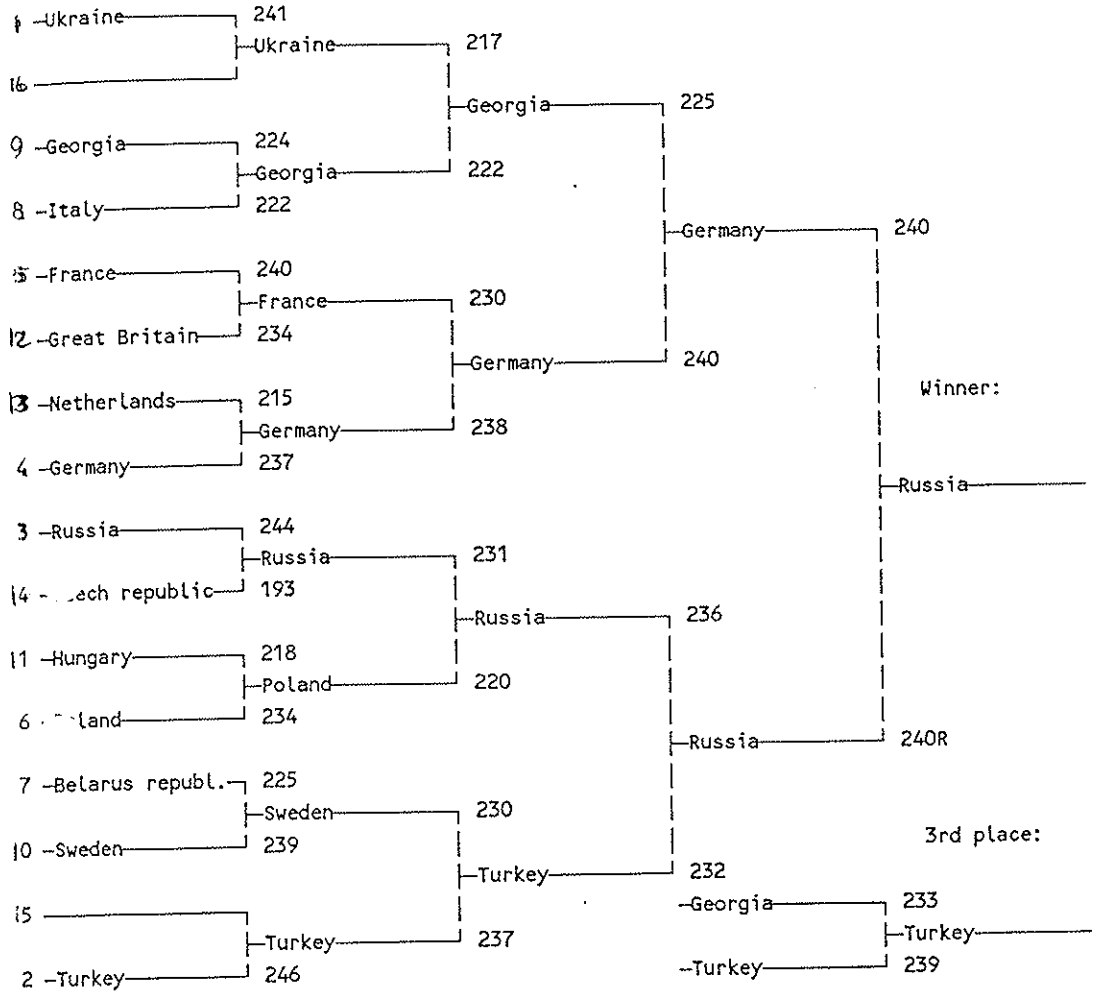 1 -Ukraine 241
Ukraine 217
16
Georgia 225
9 -Georgia 224
Georgia 222
8 -Italy 222
Germany 240
5 -France 240
France 230
12 -Great Britain 234
Germany 240
Winner:
13 -Netherlands 215
Germany 238
4 -Germany 237
Russia
3 -Russia 244
Russia 231
14 - ech republic 193
Russia 236
11 -Hungary 218
Poland 220
6 land 234
Russia 240R
7 -Belarus republ. 225
Sweden 230
10 -Sweden 239
3rd place:
Turkey 232
-Georgia 233
15
Turkey
Turkey 237
2 -Turkey 246
-Turkey 239